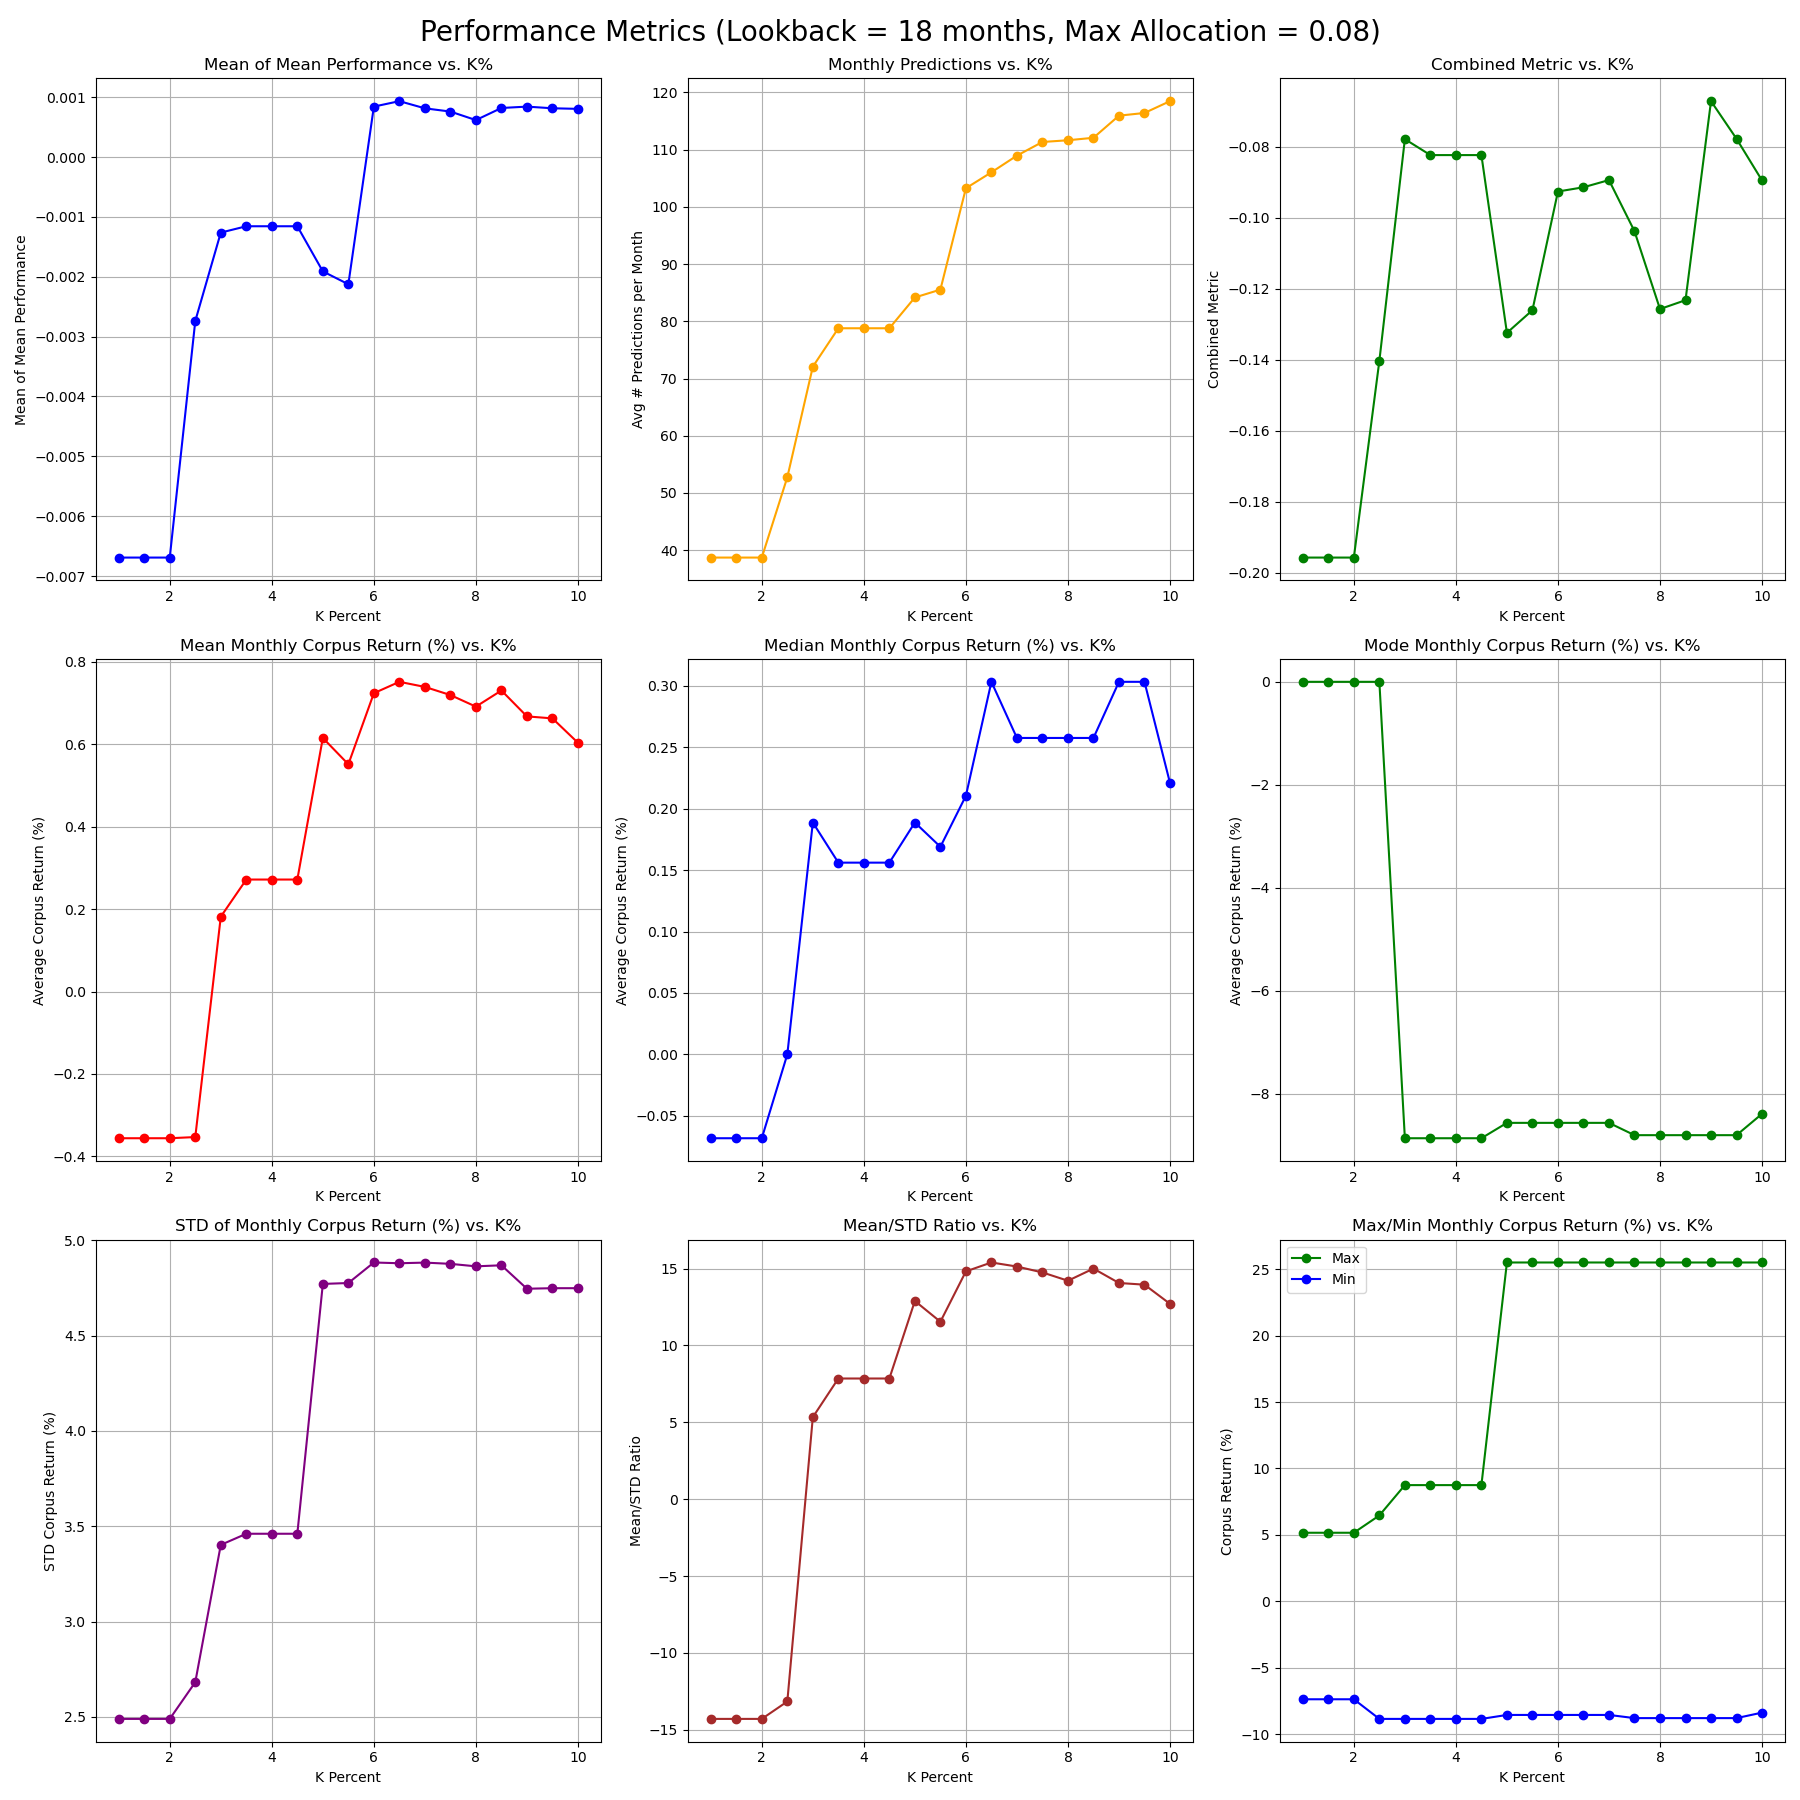 Performance Metrics (Lookback = 18 months, Max Allocation = 0.08)
Mean of Mean Performance vs. K%
Mean of Mean Performance
0.001
0.000
−0.001
−0.002
−0.003
−0.004
−0.005
−0.006
−0.007
2 4 6 8 10
K Percent
Monthly Predictions vs. K%
Avg # Predictions per Month
120
110
100
90
80
70
60
50
40
2 4 6 8 10
K Percent
Combined Metric vs. K%
Combined Metric
−0.08
−0.10
−0.12
−0.14
−0.16
−0.18
−0.20
2 4 6 8 10
K Percent
Mean Monthly Corpus Return (%) vs. K%
Average Corpus Return (%)
0.8
0.6
0.4
0.2
0.0
−0.2
−0.4
2 4 6 8 10
K Percent
Median Monthly Corpus Return (%) vs. K%
Average Corpus Return (%)
0.30
0.25
0.20
0.15
0.10
0.05
0.00
−0.05
2 4 6 8 10
K Percent
Mode Monthly Corpus Return (%) vs. K%
Average Corpus Return (%)
0
−2
−4
−6
−8
2 4 6 8 10
K Percent
STD of Monthly Corpus Return (%) vs. K%
STD Corpus Return (%)
5.0
4.5
4.0
3.5
3.0
2.5
2 4 6 8 10
K Percent
Mean/STD Ratio vs. K%
Mean/STD Ratio
15
10
5
0
−5
−10
−15
2 4 6 8 10
K Percent
Max/Min Monthly Corpus Return (%) vs. K%
Max
Min
Corpus Return (%)
25
20
15
10
5
0
−5
−10
2 4 6 8 10
K Percent